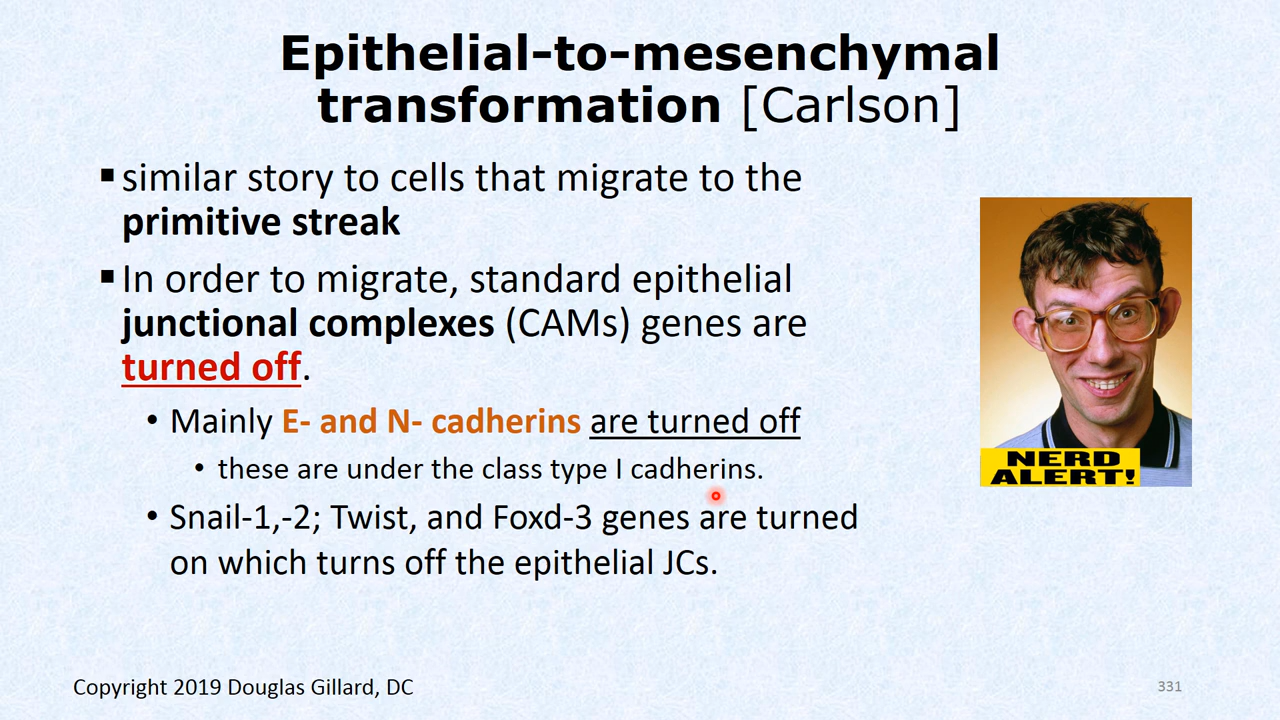 Epithelial-to-mesenchymal
transformation [Carlson]
▪ similar story to cells that migrate to the
primitive streak
▪ In order to migrate, standard epithelial
junctional complexes (CAMs) genes are
turned off.
• Mainly E- and N- cadherins are turned off
• these are under the class type I cadherins.
• Snail-1,-2; Twist, and Foxd-3 genes are turned
on which turns off the epithelial JCs.
NERD
ALERT!
Copyright 2019 Douglas Gillard, DC
331